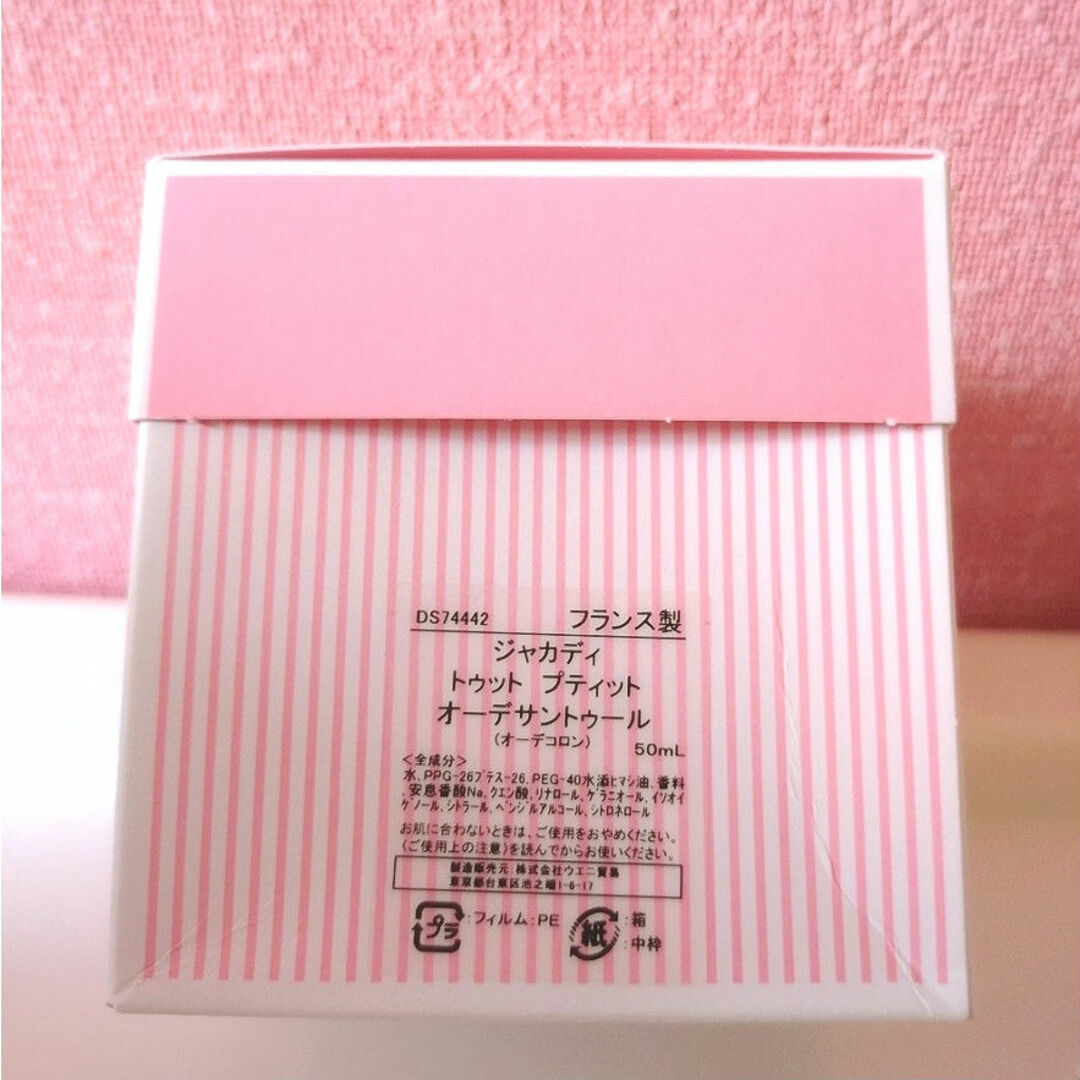 DS74442 フランス製
ジャカディ
トゥット プティット
オーデサントゥール
(オーデコロン) 50mL
<全成分>
水、PPG-26ブテス-26、PEG-40水添ヒマシ油、香料
、安息香酸Na、クエン酸、リナロール、ゲラニオール、イソオイ
ゲノール、シトラール、ベンジルアルコール、シトロネロール
お肌に合わないときは、ご使用をおやめください。
〈ご使用上の注意〉を読んでからお使いください。
製造販売元:株式会社ウエニ貿易
東京都台東区池之端1-6-17
プラ :フィルム:PE 紙 :箱
:中枠